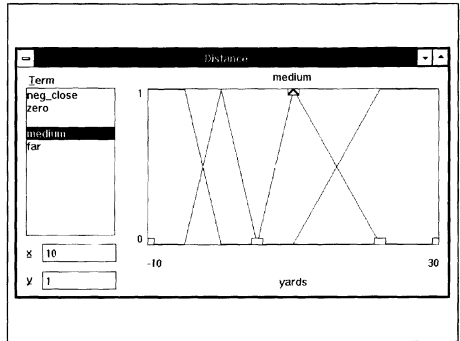 Distance
Term
neg_close
zero
medium
far
x 10
y 1
medium
1
0
-10
30
yards